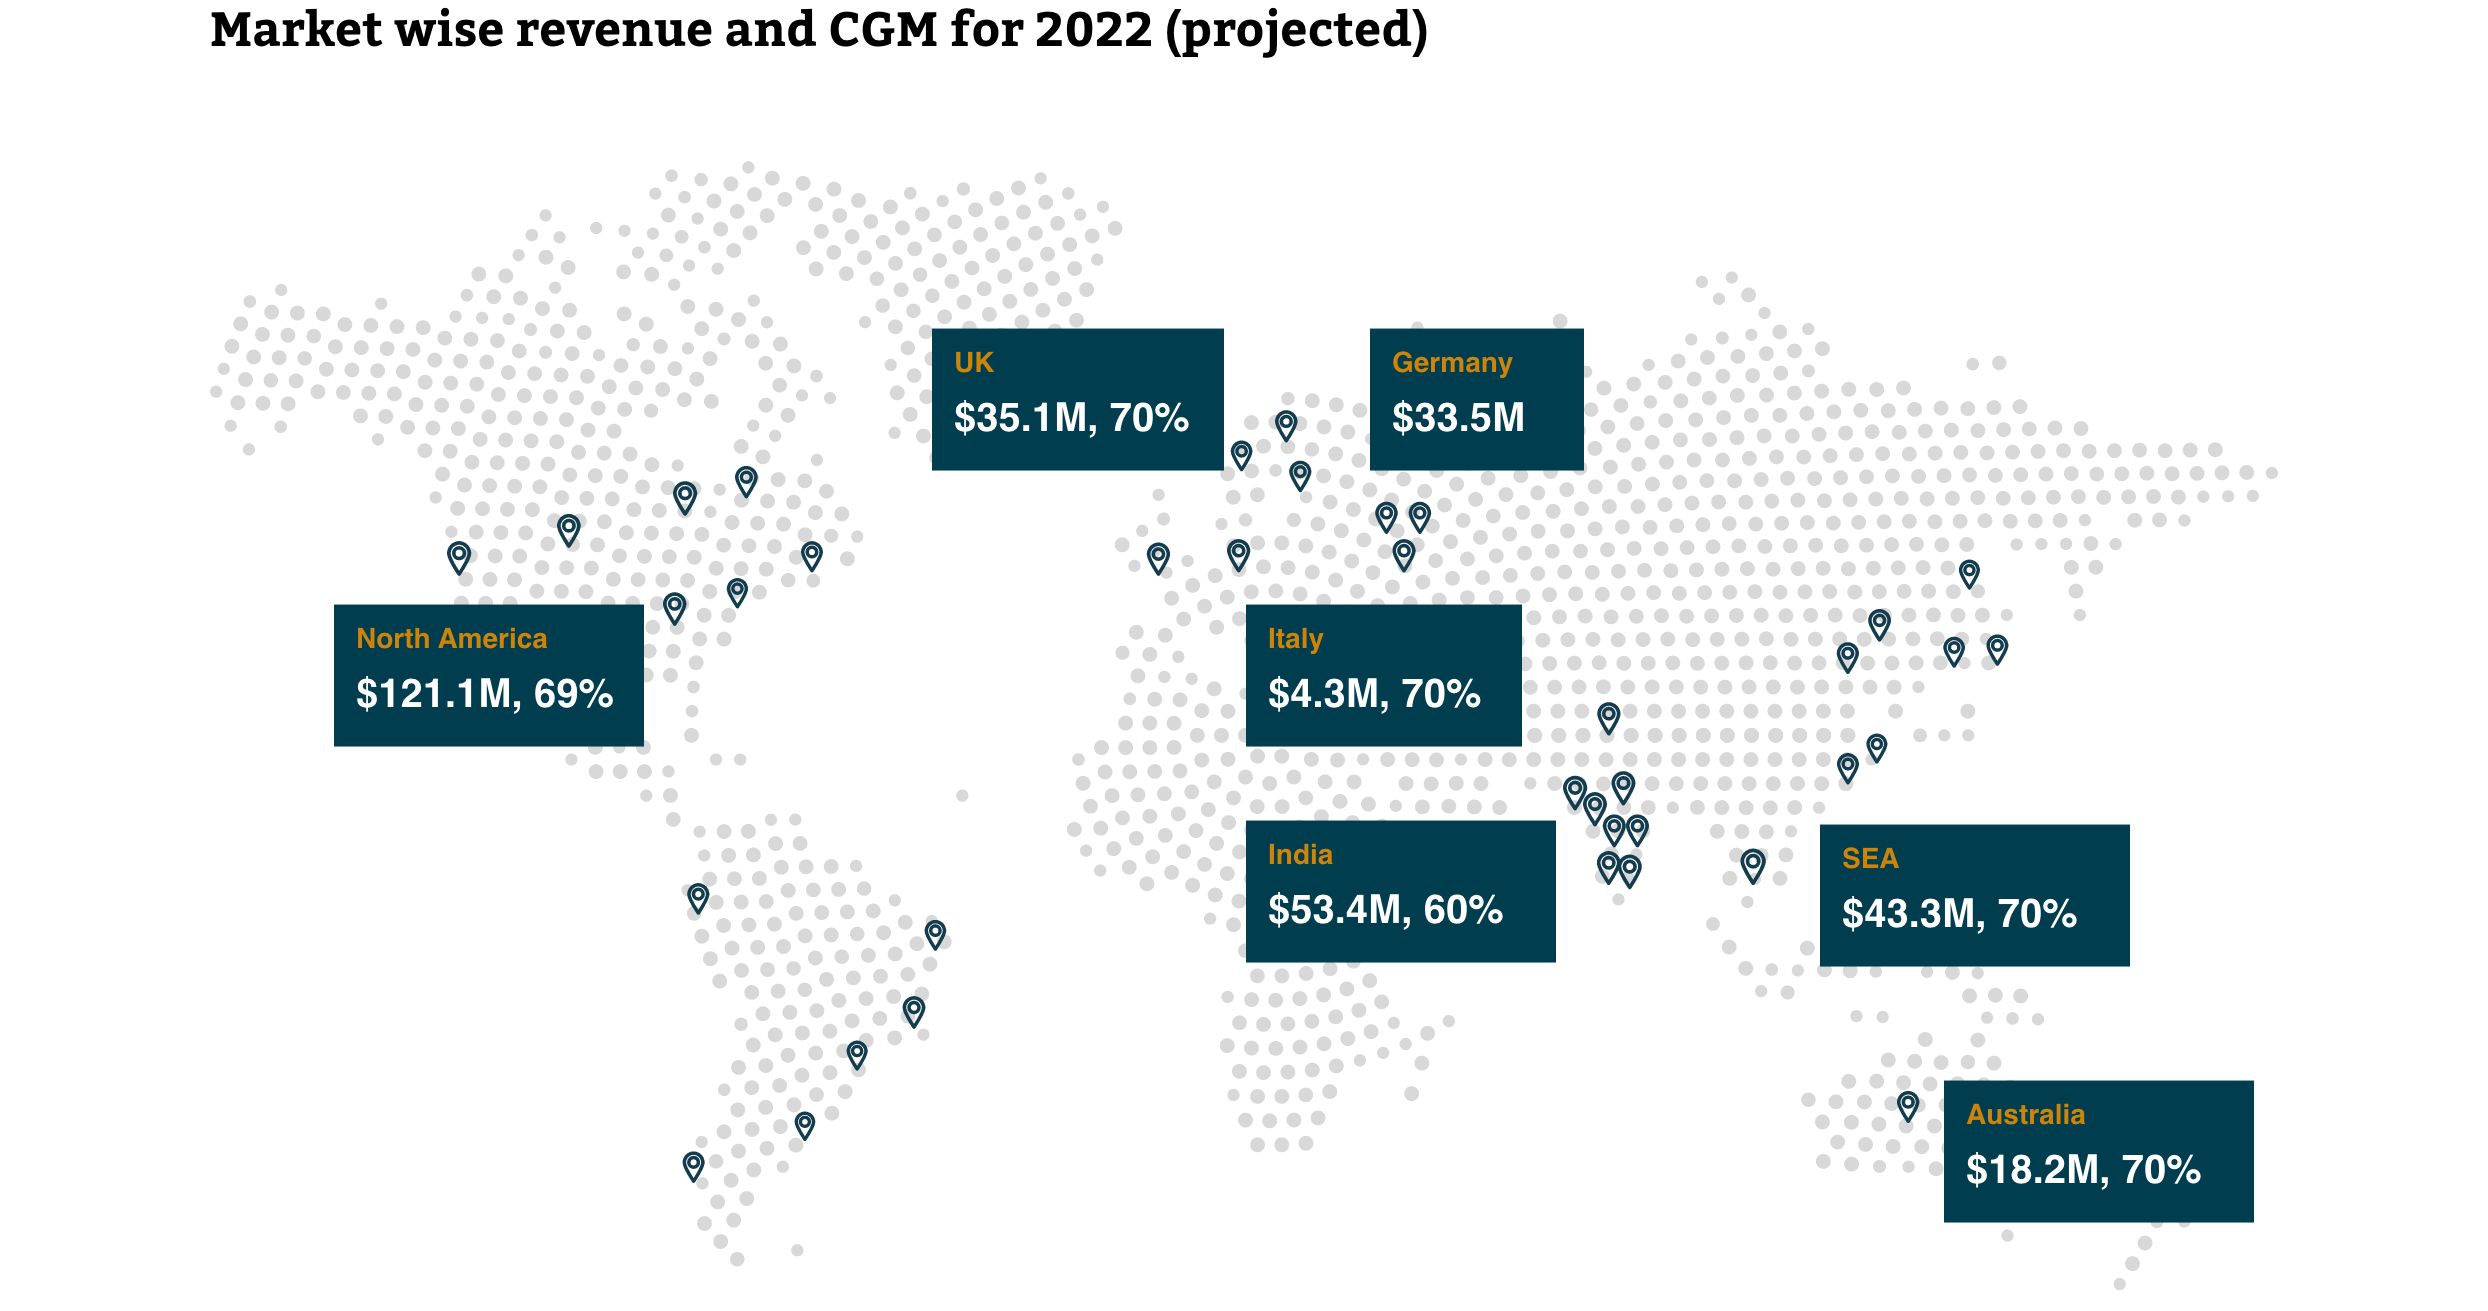 Market wise revenue and CGM for 2022 (projected)
UK
$35.1M, 70%
Germany
$33.5M
North America
$121.1M, 69%
Italy
$4.3M, 70%
India
$53.4M, 60%
SEA
$43.3M, 70%
Australia
$18.2M, 70%